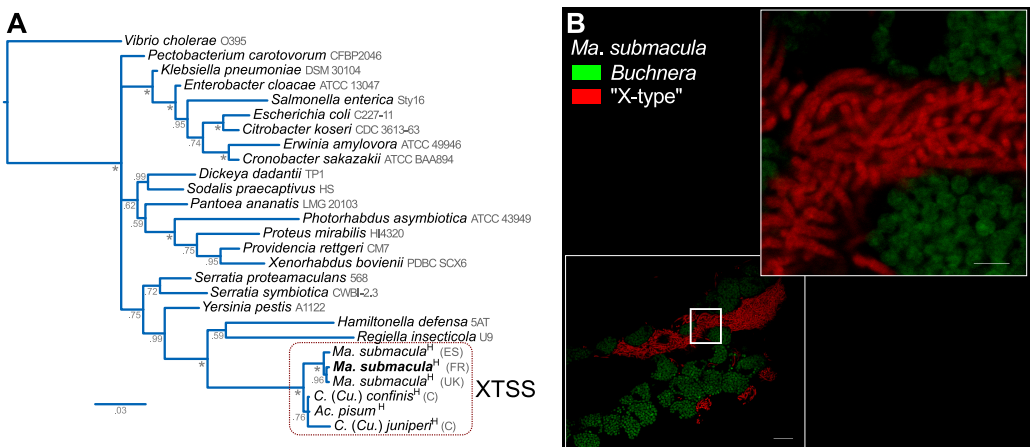 A
Vibrio cholerae O395
Pectobacterium carotovorum CFBP2046
Klebsiella pneumoniae DSM 30104
Enterobacter cloacae ATCC 13047
*
*
Salmonella enterica Sty16
.95
Escherichia coli C227-11
*
Citrobacter koseri CDC 3613-63
.74
Erwinia amylovora ATCC 49946
*
Cronobacter sakazakii ATCC BAA894
*
Dickeya dadantii TP1
.99
Sodalis praecaptivus HS
.62
Pantoea ananatis LMG 20103
.59
Photorhabdus asymbiotica ATCC 43949
*
Proteus mirabilis HI4320
.75
Providencia rettgeri CM7
.95
Xenorhabdus bovienii PDBC SCX6
Serratia proteamaculans 568
.72
Serratia symbiotica CWBI-2.3
.75
Yersinia pestis A1122
.99
Hamiltonella defensa 5AT
.59
Regiella insecticola U9
*
Ma. submacula H (ES)
*
Ma. submacula H (FR)
.96
Ma. submacula H (UK)
*
C. (Cu.) confinis H (C)
.76
Ac. pisum H
C. (Cu.) juniperi H (C)
XTSS
.03
B
Ma. submacula
Buchnera
"X-type"